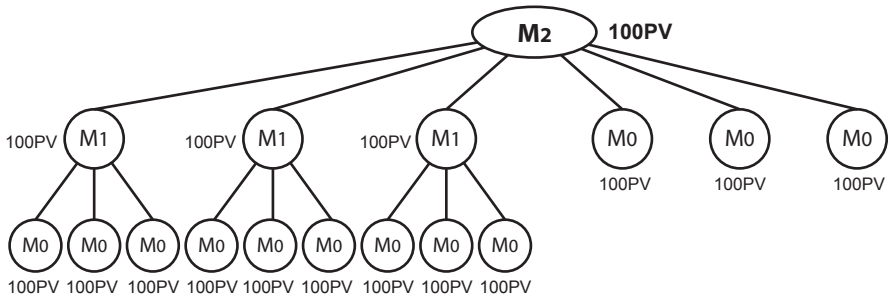 M2 100PV
100PV M1 100PV M1 100PV M1 M0 M0 M0
100PV 100PV 100PV
M0 M0 M0 M0 M0 M0 M0 M0 M0
100PV 100PV 100PV 100PV 100PV 100PV 100PV 100PV 100PV